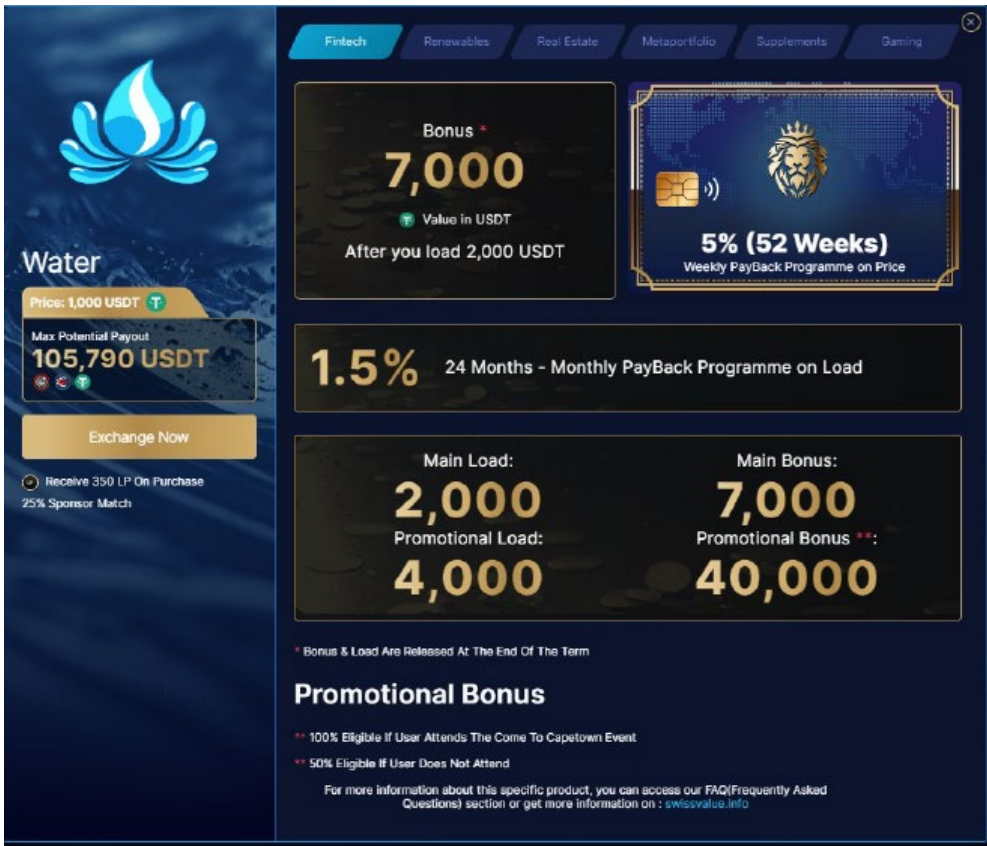 Fintech
Renewables
Real Estate
Metaportfolio
Supplements
Gaming
Water
Price: 1,000 USDT
Max Potential Payout
105,790 USDT
Exchange Now
Receive 350 LP On Purchase
25% Sponsor Match
Bonus *
7,000
Value in USDT
After you load 2,000 USDT
5% (52 Weeks)
Weekly PayBack Programme on Price
1.5%
24 Months - Monthly PayBack Programme on Load
Main Load:
2,000
Promotional Load:
4,000
Main Bonus:
7,000
Promotional Bonus **:
40,000
* Bonus & Load Are Released At The End Of The Term
Promotional Bonus
** 100% Eligible If User Attends The Come To Capetown Event
** 50% Eligible If User Does Not Attend
For more information about this specific product, you can access our FAQ(Frequently Asked
Questions) section or get more information on : swissvalue.info